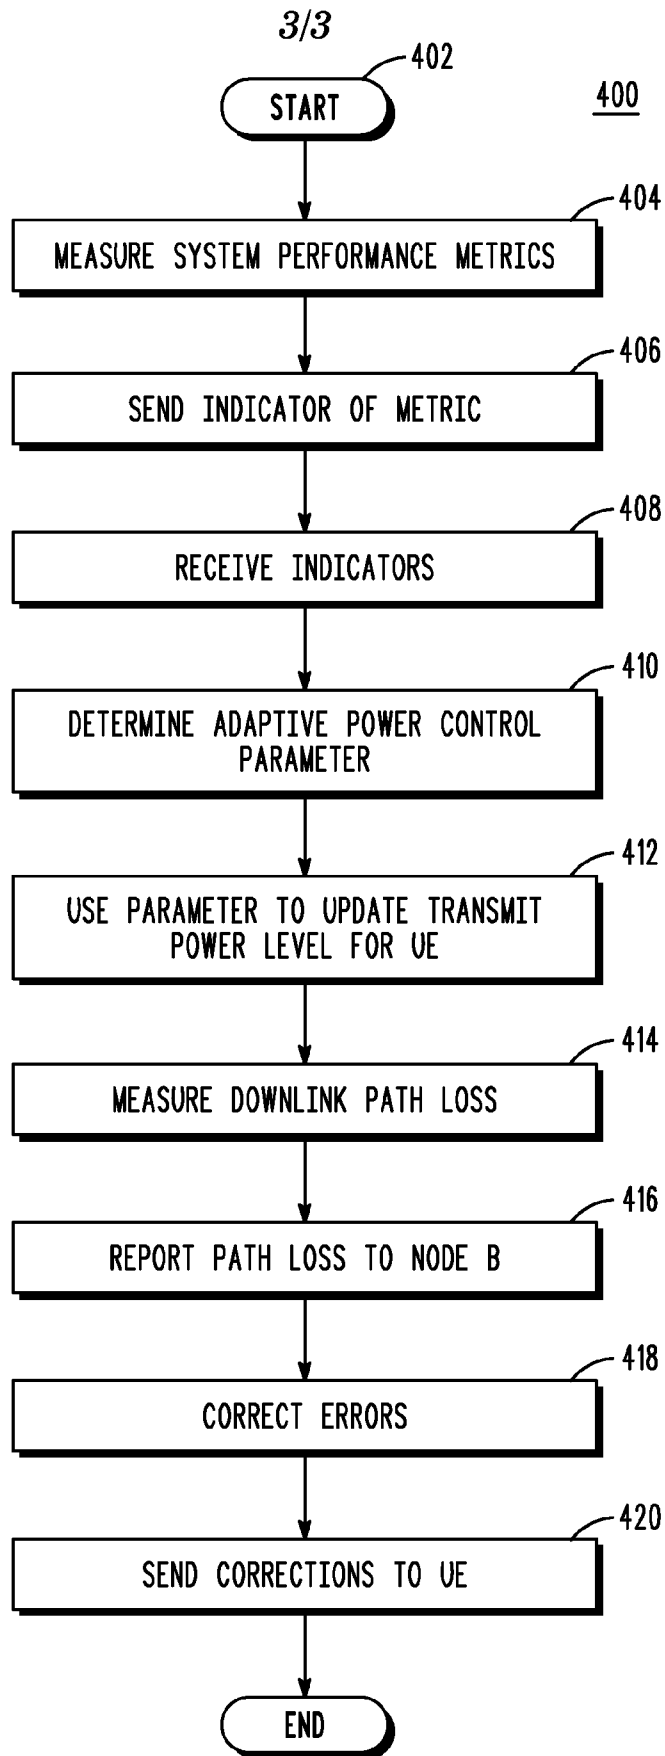 3/3
402
START
400
404
MEASURE SYSTEM PERFORMANCE METRICS
406
SEND INDICATOR OF METRIC
408
RECEIVE INDICATORS
410
DETERMINE ADAPTIVE POWER CONTROL
PARAMETER
412
USE PARAMETER TO UPDATE TRANSMIT
POWER LEVEL FOR UE
414
MEASURE DOWNLINK PATH LOSS
416
REPORT PATH LOSS TO NODE B
418
CORRECT ERRORS
420
SEND CORRECTIONS TO UE
END